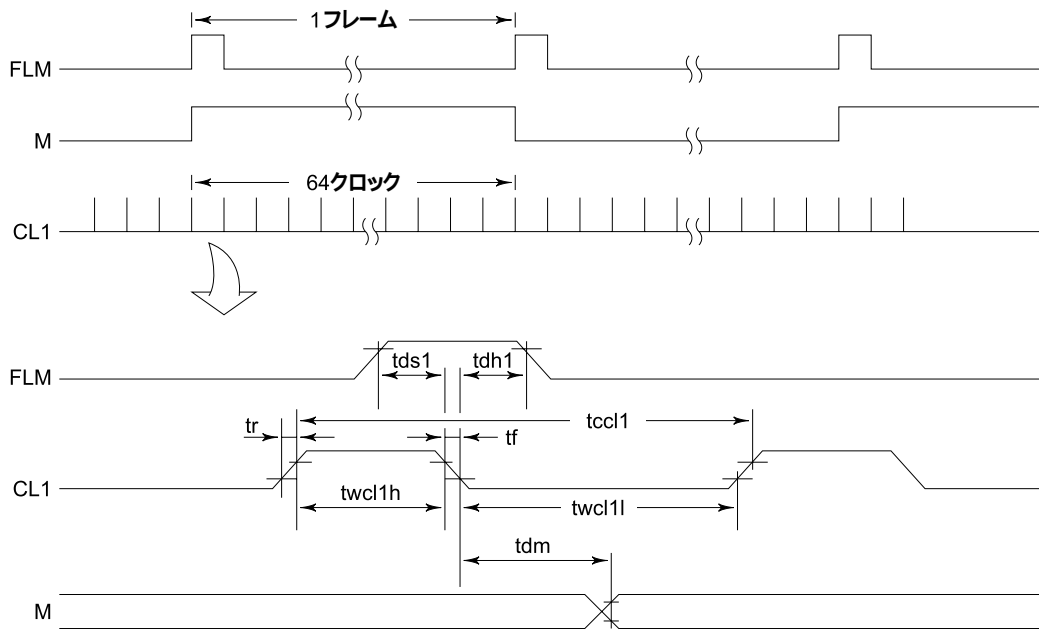 1フレーム
FLM
M
64クロック
CL1
FLM
tds1
tdh1
tccl1
tr
tf
CL1
twcl1h
twcl1l
tdm
M